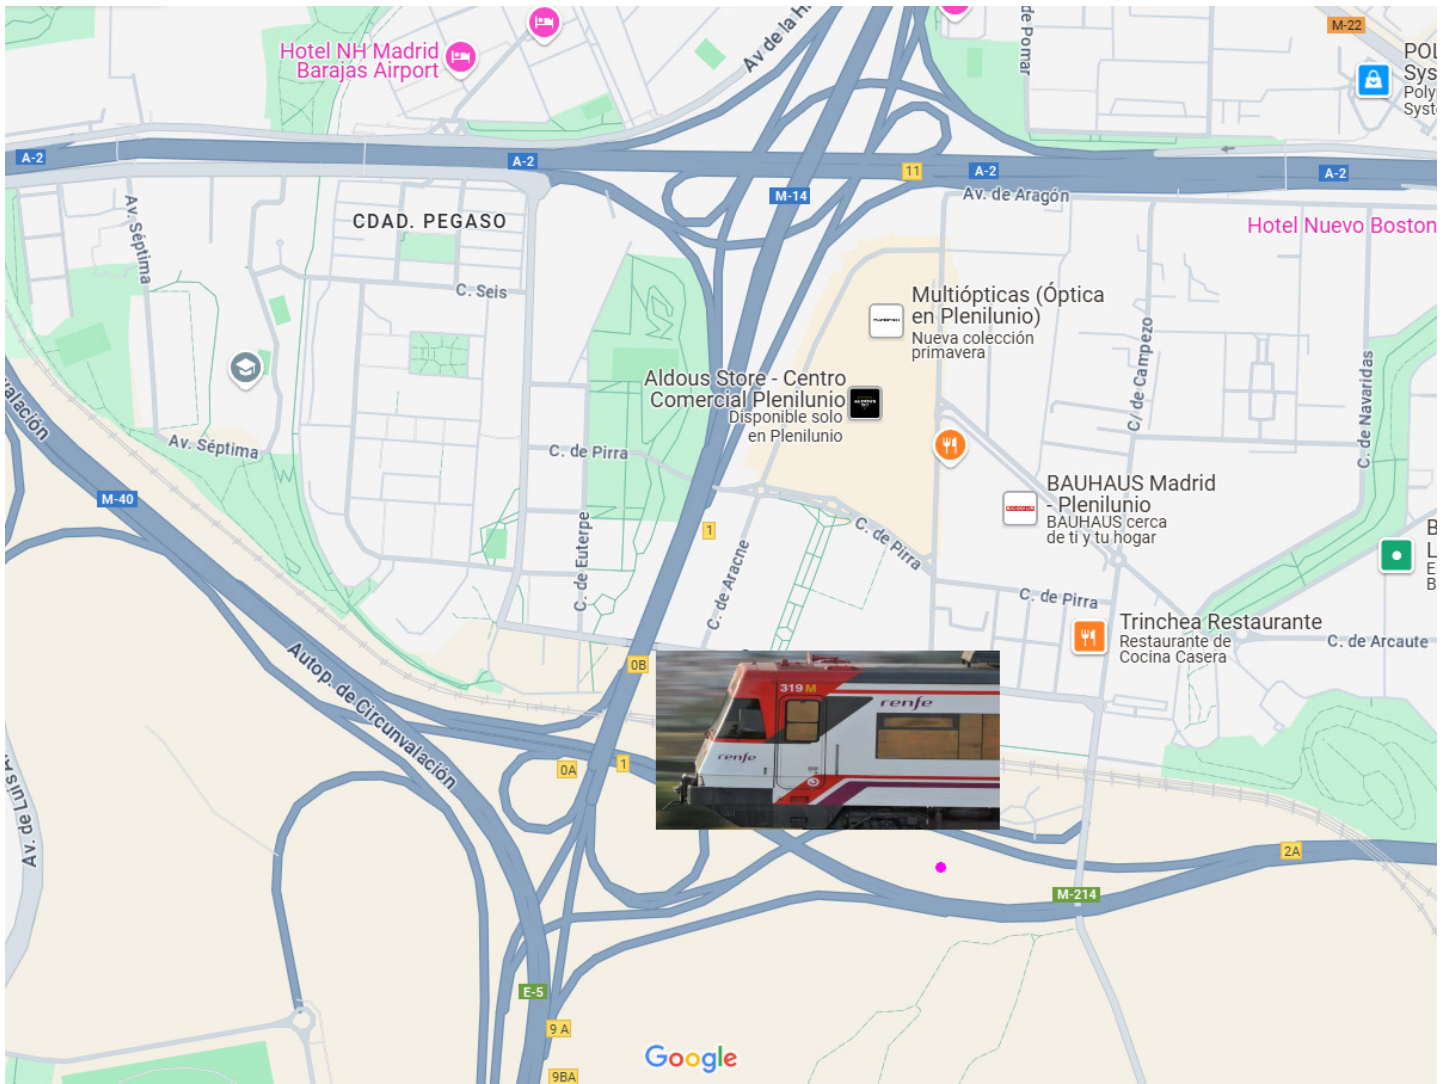 M-22
Av de la H
de Pomar
Hotel NH Madrid
Barajas Airport
POL
Sys
Poly
Syst
A-2
A-2
11
A-2
A-2
M-14
Av. de Aragón
CDAD. PEGASO
Hotel Nuevo Boston
Av. Séptima
C. Seis
Multiópticas (Óptica
en Plenilunio)
Nueva colección
primavera
C/ de Campezo
C. de Navaridas
Aldous Store - Centro
Comercial Plenilunio
Disponible solo
en Plenilunio
valación
Av. Séptima
C. de Pirra
BAUHAUS Madrid
- Plenilunio
BAUHAUS cerca
de ti y tu hogar
M-40
1
C. de Pirra
B
L
E
B
C. de Euterpe
C. de Aracne
C. de Pirra
Trinchea Restaurante
Restaurante de
Cocina Casera
C. de Arcaute
0B
Autop. de Circunvalación
319 M
renfe
renfe
0A
1
Av. de Luis A
2A
M-214
E-5
9 A
Google
9BA